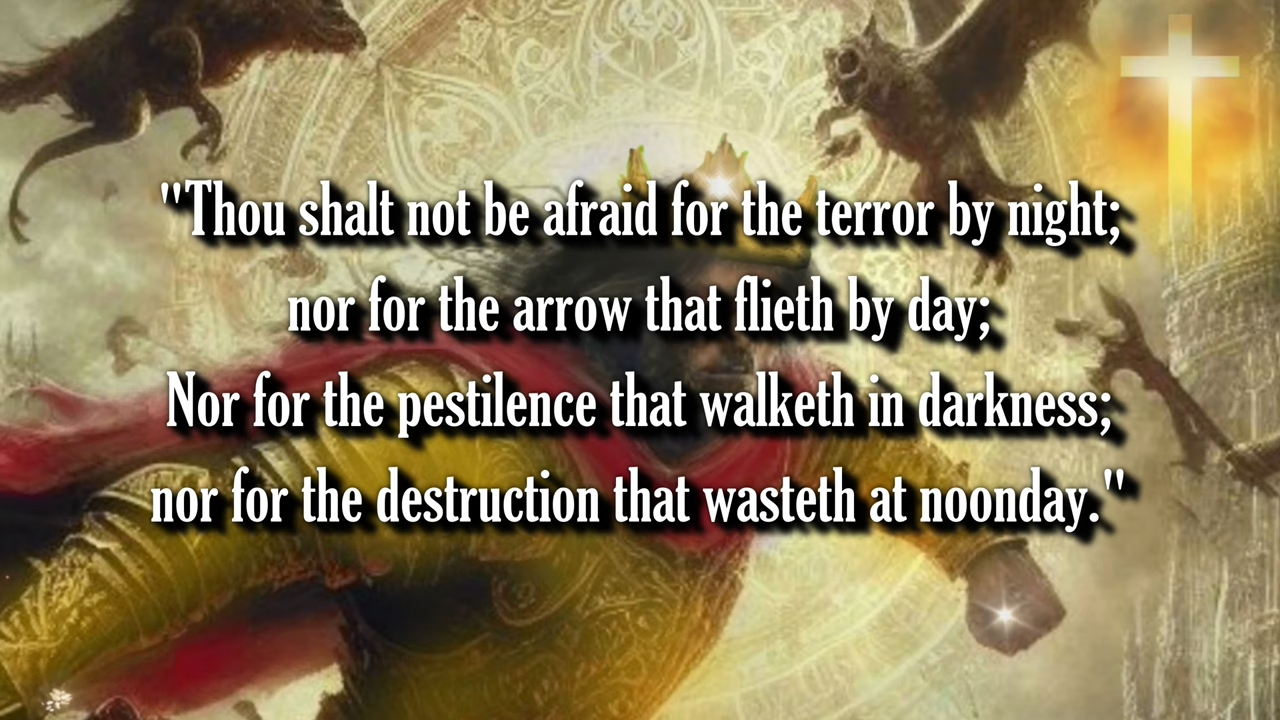 "Thou shalt not be afraid for the terror by night;
nor for the arrow that flieth by day;
Nor for the pestilence that walketh in darkness;
nor for the destruction that wasteth at noonday."